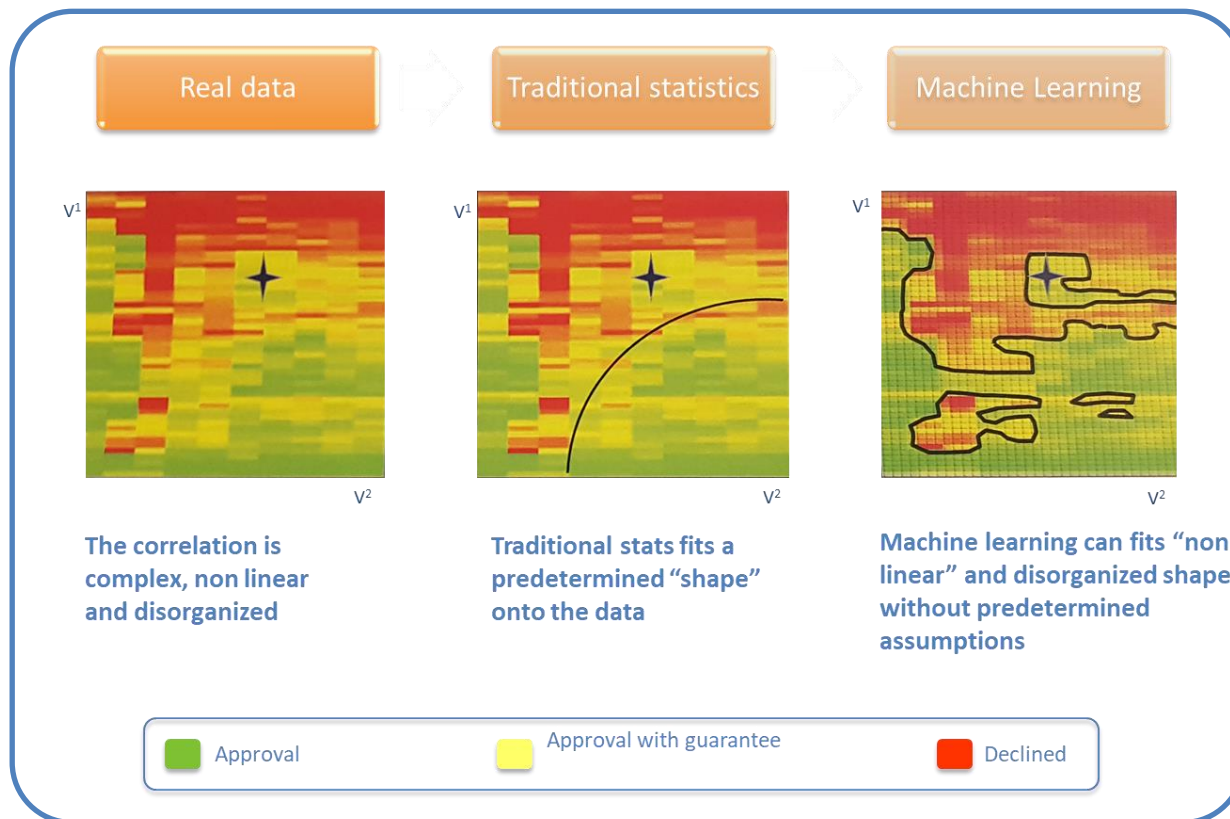 Real data
Traditional statistics
Machine Learning
V¹
V²
V¹
V²
V¹
V²
The correlation is
complex, non linear
and disorganized
Traditional stats fits a
predetermined “shape”
onto the data
Machine learning can fits “non
linear” and disorganized shape
without predetermined
assumptions
Approval
Approval with guarantee
Declined